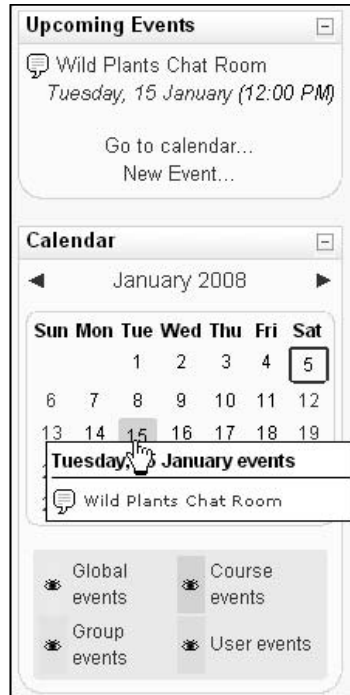 Upcoming Events
Wild Plants Chat Room
Tuesday, 15 January (12:00 PM)
Go to calendar...
New Event...
Calendar
January 2008
Sun Mon Tue Wed Thu Fri Sat
1 2 3 4 5
6 7 8 9 10 11 12
13 14 15 16 17 18 19
Tuesday, January events
Wild Plants Chat Room
Global events
Course events
Group events
User events